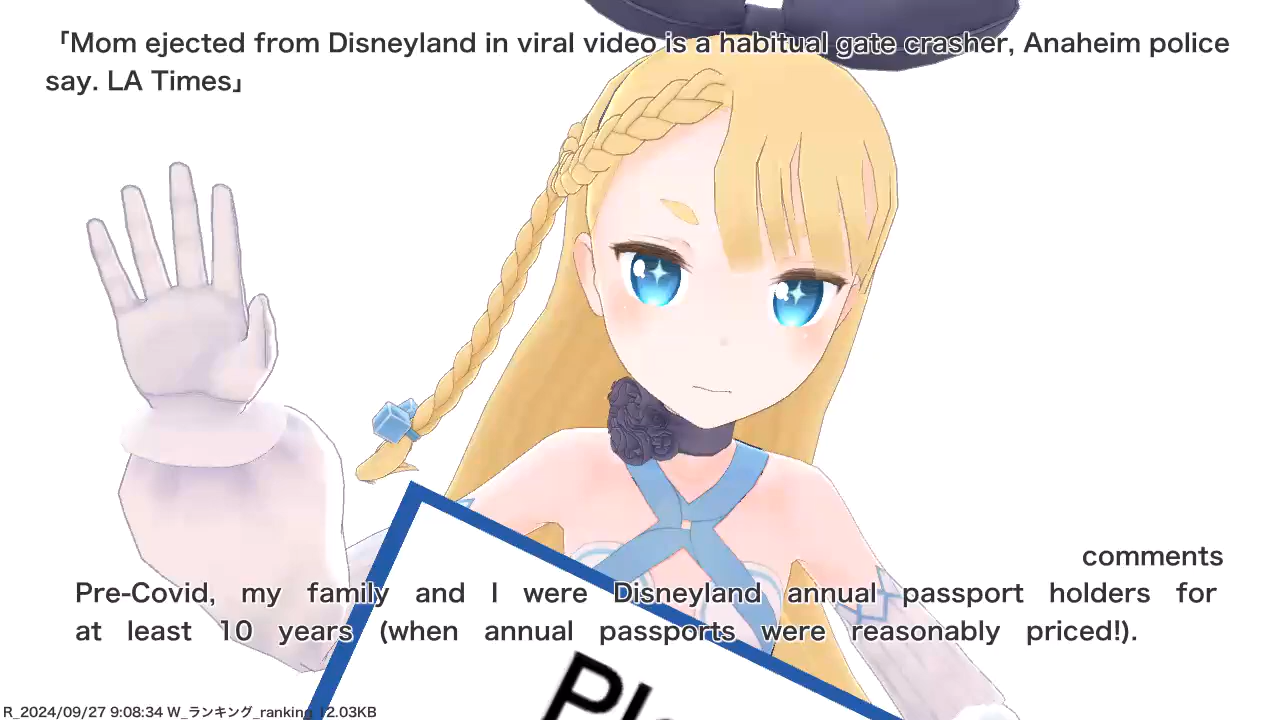 「Mom ejected from Disneyland in viral video is a habitual gate crasher, Anaheim police
say. LA Times」
comments
Pre-Covid, my family and I were Disneyland annual passport holders for
at least 10 years (when annual passports were reasonably priced!).
R_2024/09/27 9:08:34 W_ランキング_ranking_12.03KB